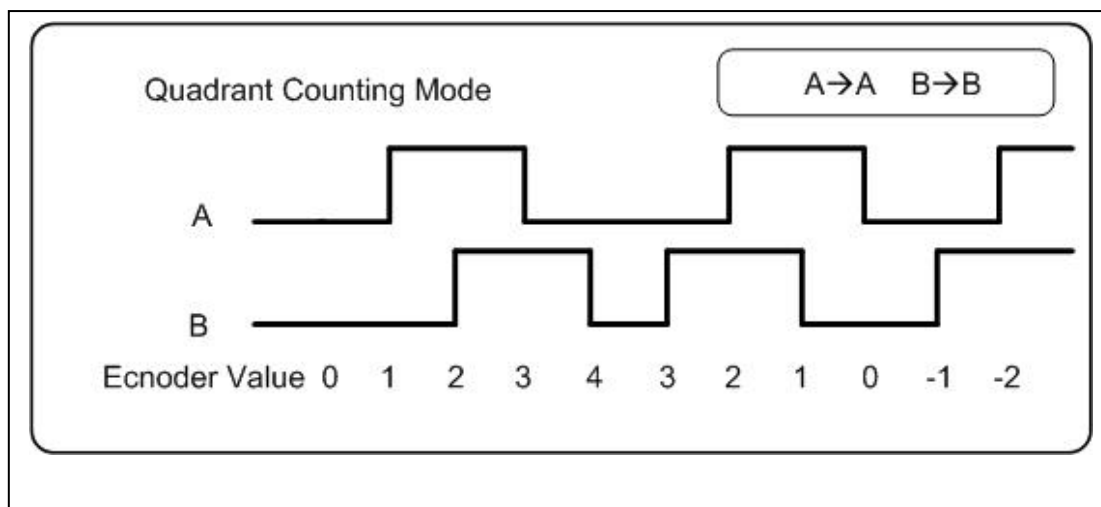 Quadrant Counting Mode
A→A B→B
A
B
Ecnoder Value 0 1 2 3 4 3 2 1 0 -1 -2